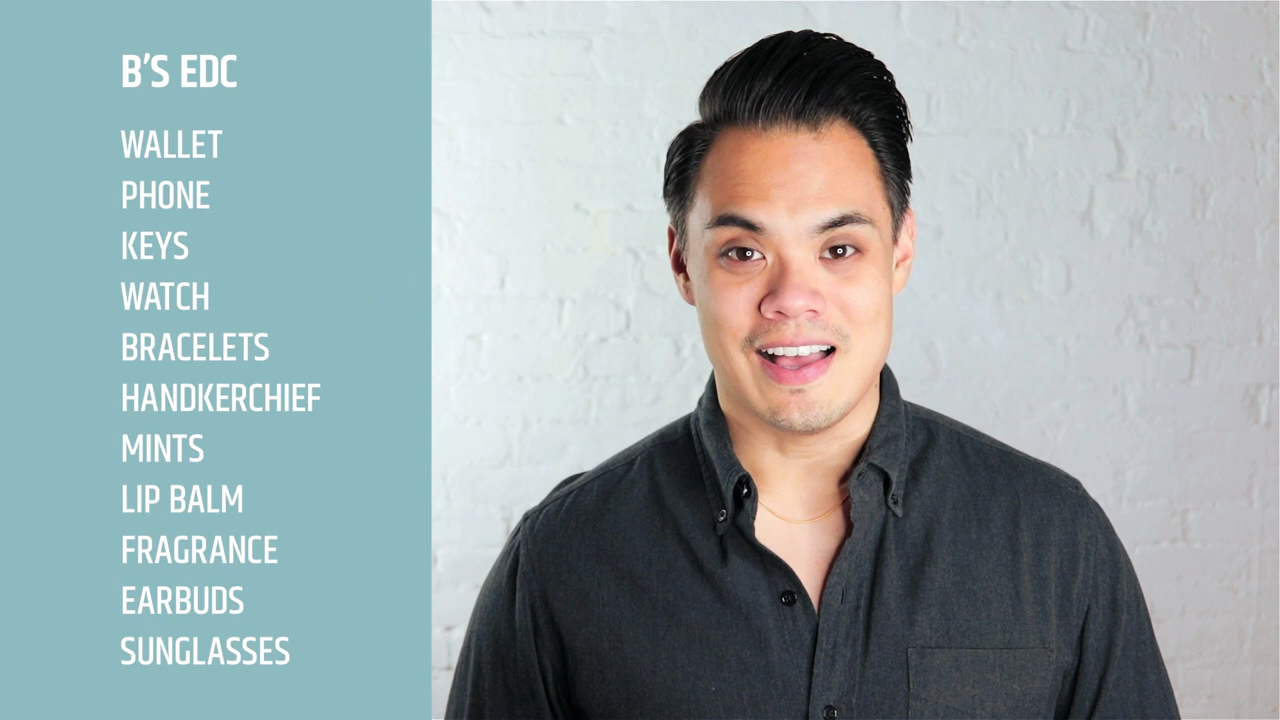 B'S EDC
WALLET
PHONE
KEYS
WATCH
BRACELETS
HANDKERCHIEF
MINTS
LIP BALM
FRAGRANCE
EARBUDS
SUNGLASSES